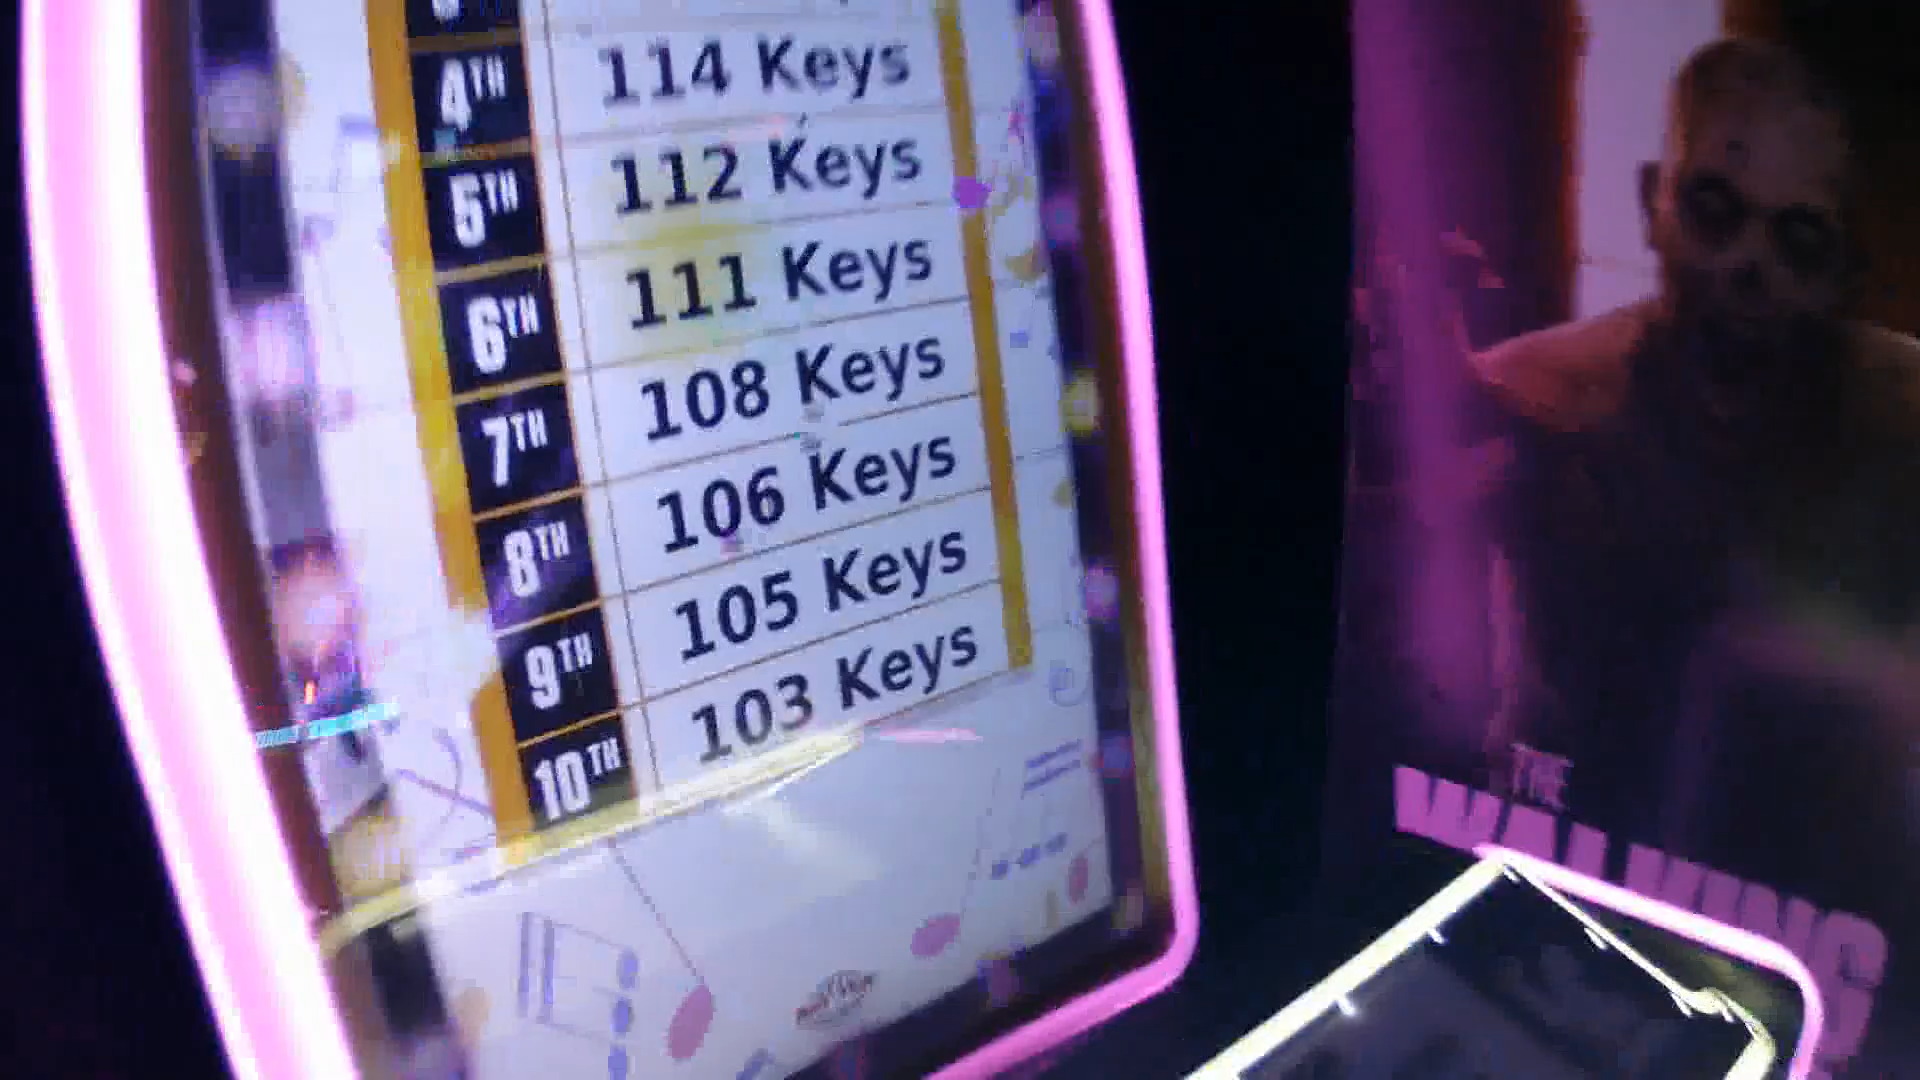 4TH 114 Keys
5TH 112 Keys
6TH 111 Keys
7TH 108 Keys
8TH 106 Keys
9TH 105 Keys
10TH 103 Keys
THE
WALKING